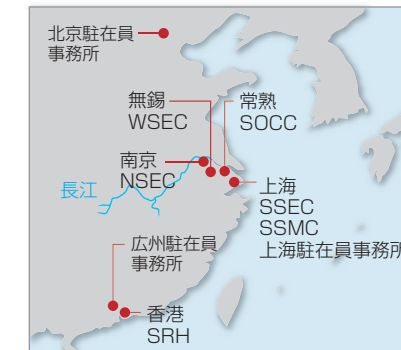 北京駐在員
事務所
無錫
WSEC
常熟
SOCC
南京
NSEC
長江
上海
SSEC
SSMC
上海駐在員事務所
広州駐在員
事務所
香港
SRH